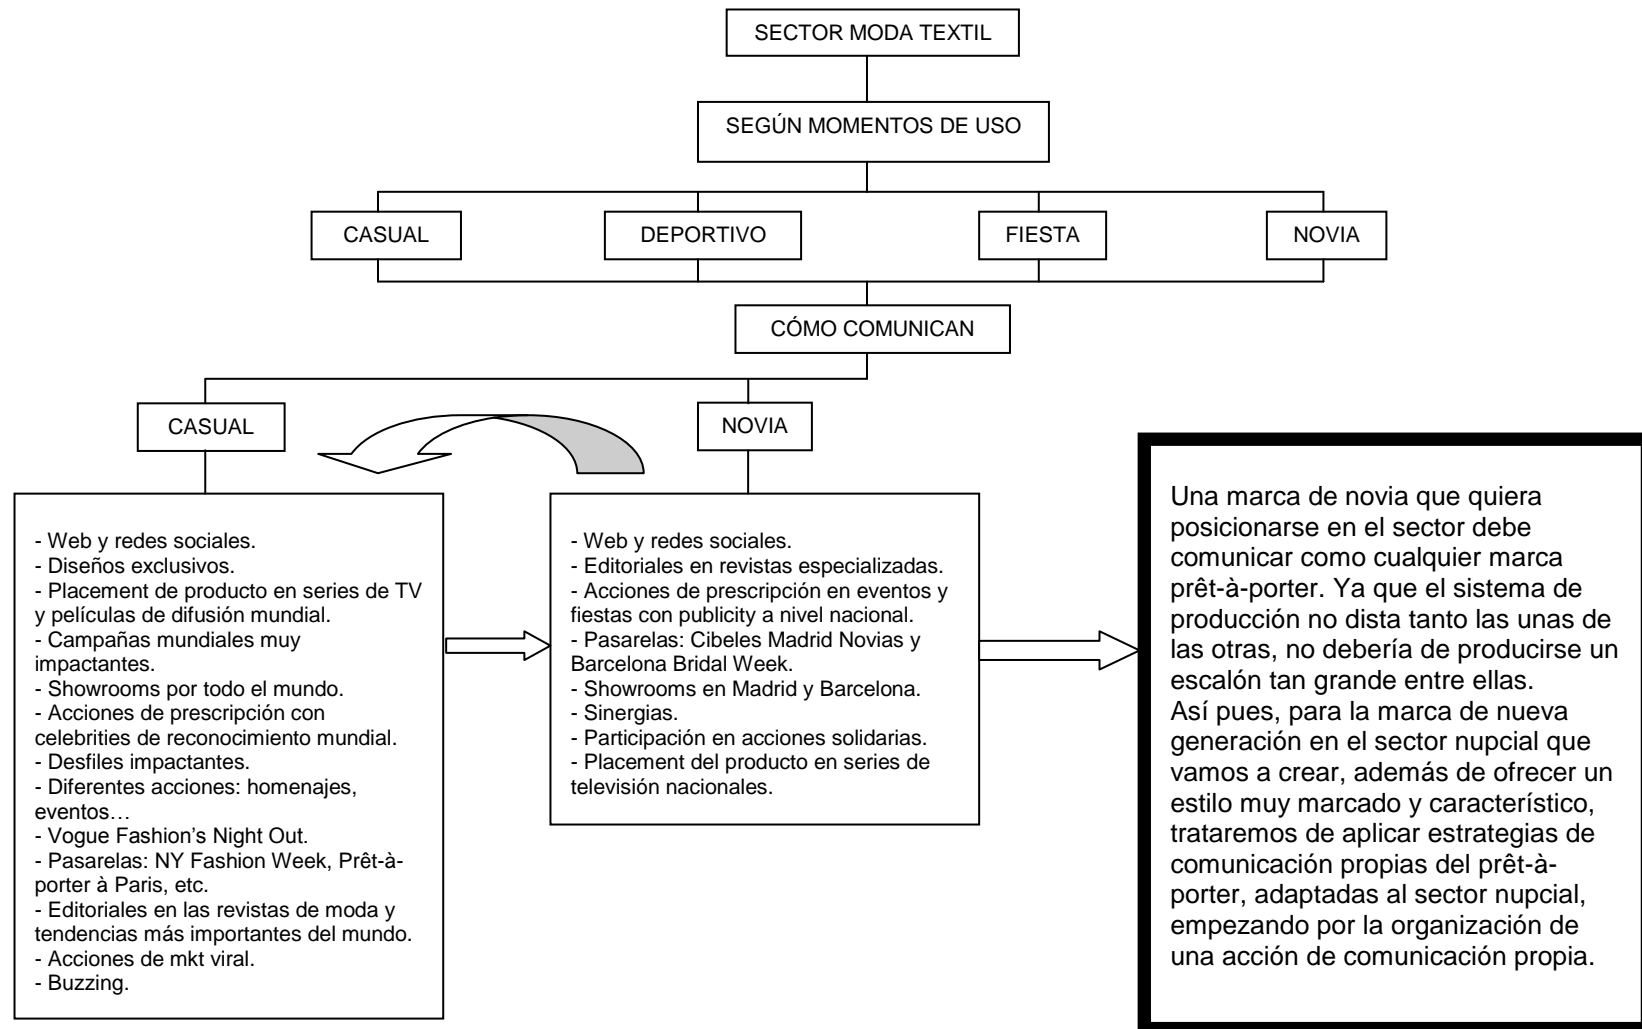 SECTOR MODA TEXTIL
SEGÚN MOMENTOS DE USO
CASUAL
DEPORTIVO
FIESTA
NOVIA
CÓMO COMUNICAN
CASUAL
NOVIA
- Web y redes sociales.
- Diseños exclusivos.
- Placement de producto en series de TV
y películas de difusión mundial.
- Campañas mundiales muy
impactantes.
- Showrooms por todo el mundo.
- Acciones de prescripción con
celebrities de reconocimiento mundial.
- Desfiles impactantes.
- Diferentes acciones: homenajes,
eventos…
- Vogue Fashion’s Night Out.
- Pasarelas: NY Fashion Week, Prêt-à-
porter à Paris, etc.
- Editoriales en las revistas de moda y
tendencias más importantes del mundo.
- Acciones de mkt viral.
- Buzzing.
- Web y redes sociales.
- Editoriales en revistas especializadas.
- Acciones de prescripción en eventos y
fiestas con publicity a nivel nacional.
- Pasarelas: Cibeles Madrid Novias y
Barcelona Bridal Week.
- Showrooms en Madrid y Barcelona.
- Sinergias.
- Participación en acciones solidarias.
- Placement del producto en series de
televisión nacionales.
Una marca de novia que quiera
posicionarse en el sector debe
comunicar como cualquier marca
prêt-à-porter. Ya que el sistema de
producción no dista tanto las unas de
las otras, no debería de producirse un
escalón tan grande entre ellas.
Así pues, para la marca de nueva
generación en el sector nupcial que
vamos a crear, además de ofrecer un
estilo muy marcado y característico,
trataremos de aplicar estrategias de
comunicación propias del prêt-à-
porter, adaptadas al sector nupcial,
empezando por la organización de
una acción de comunicación propia.